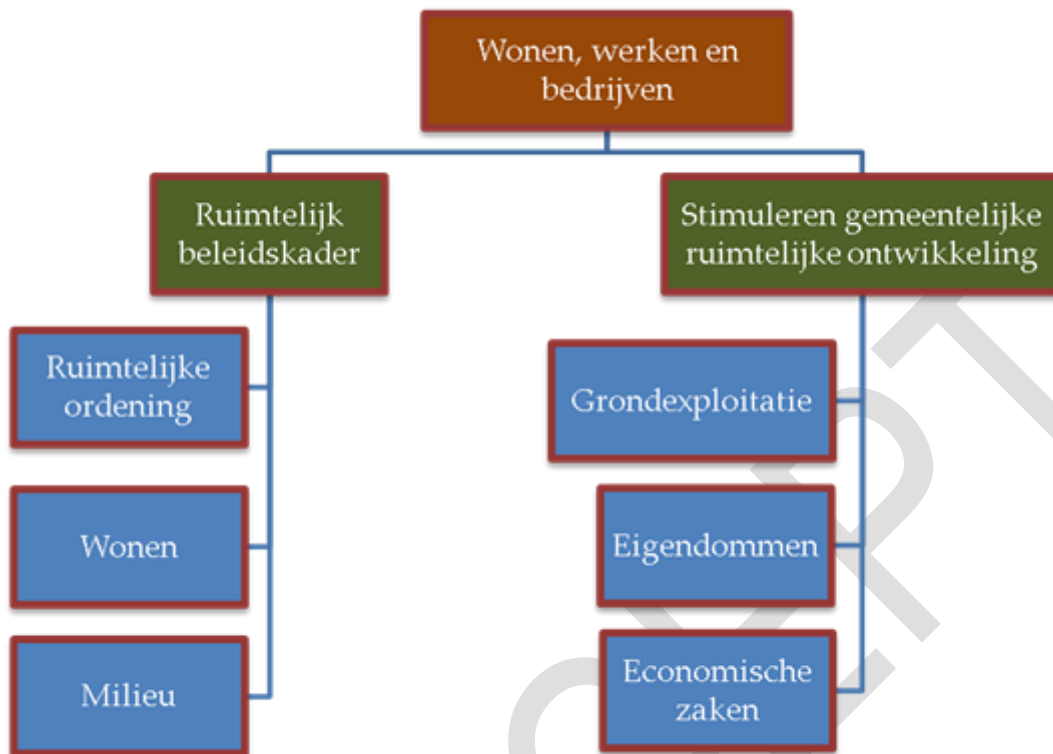 Wonen, werken en
bedrijven
Ruimtelijk
beleidskader
Stimuleren gemeentelijke
ruimtelijke ontwikkeling
Ruimtelijke
ordening
Wonen
Milieu
Grondexploitatie
Eigendommen
Economische
zaken